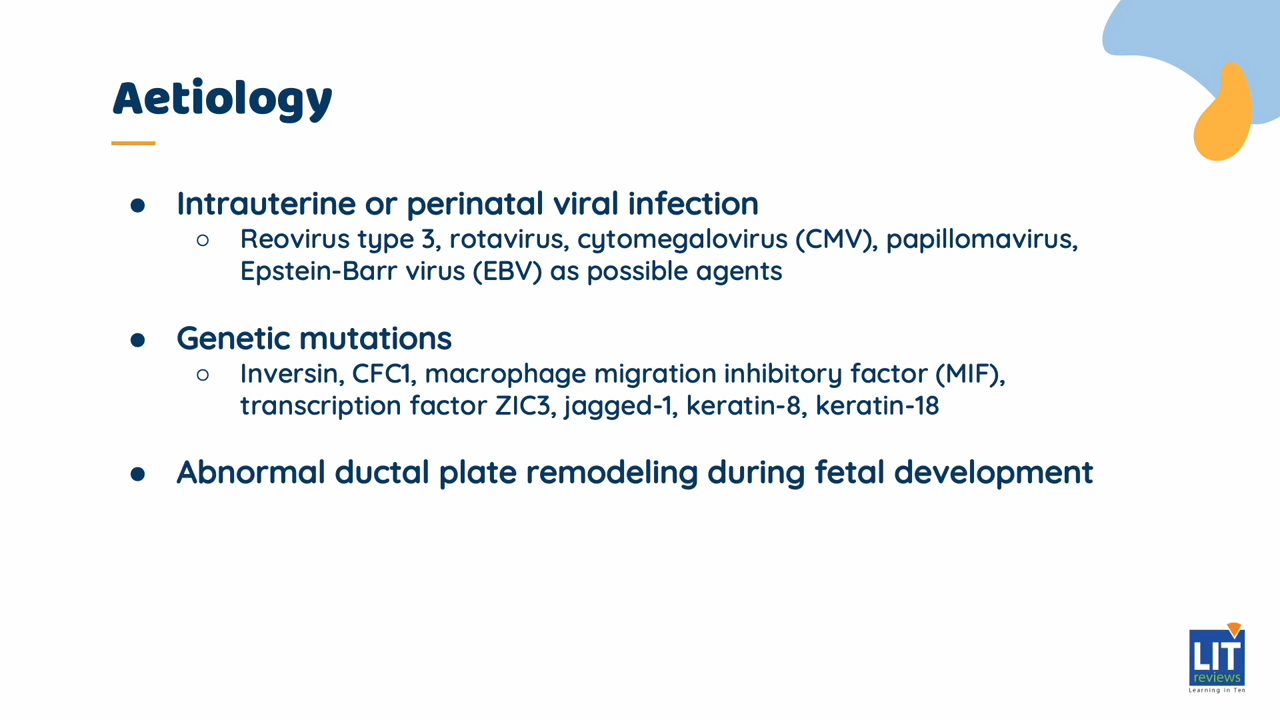 Aetiology
● Intrauterine or perinatal viral infection
○ Reovirus type 3, rotavirus, cytomegalovirus (CMV), papillomavirus,
Epstein-Barr virus (EBV) as possible agents
● Genetic mutations
○ Inversin, CFC1, macrophage migration inhibitory factor (MIF),
transcription factor ZIC3, jagged-1, keratin-8, keratin-18
● Abnormal ductal plate remodeling during fetal development
LIT
reviews
Learning in Ten